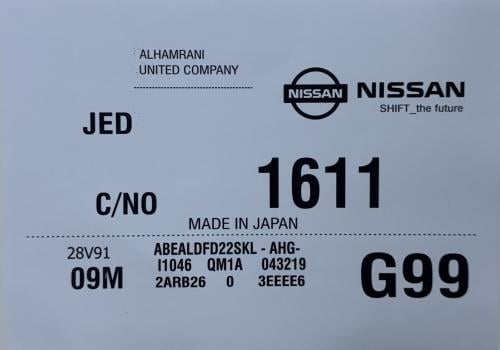 ALHAMRANI
UNITED COMPANY
NISSAN NISSAN
SHIFT_the future
JED
C/NO 1611
MADE IN JAPAN
28V91 ABEALDFD22SKL - AHG-
I1046 QM1A 043219
09M 2ARB26 0 3EEEE6 G99